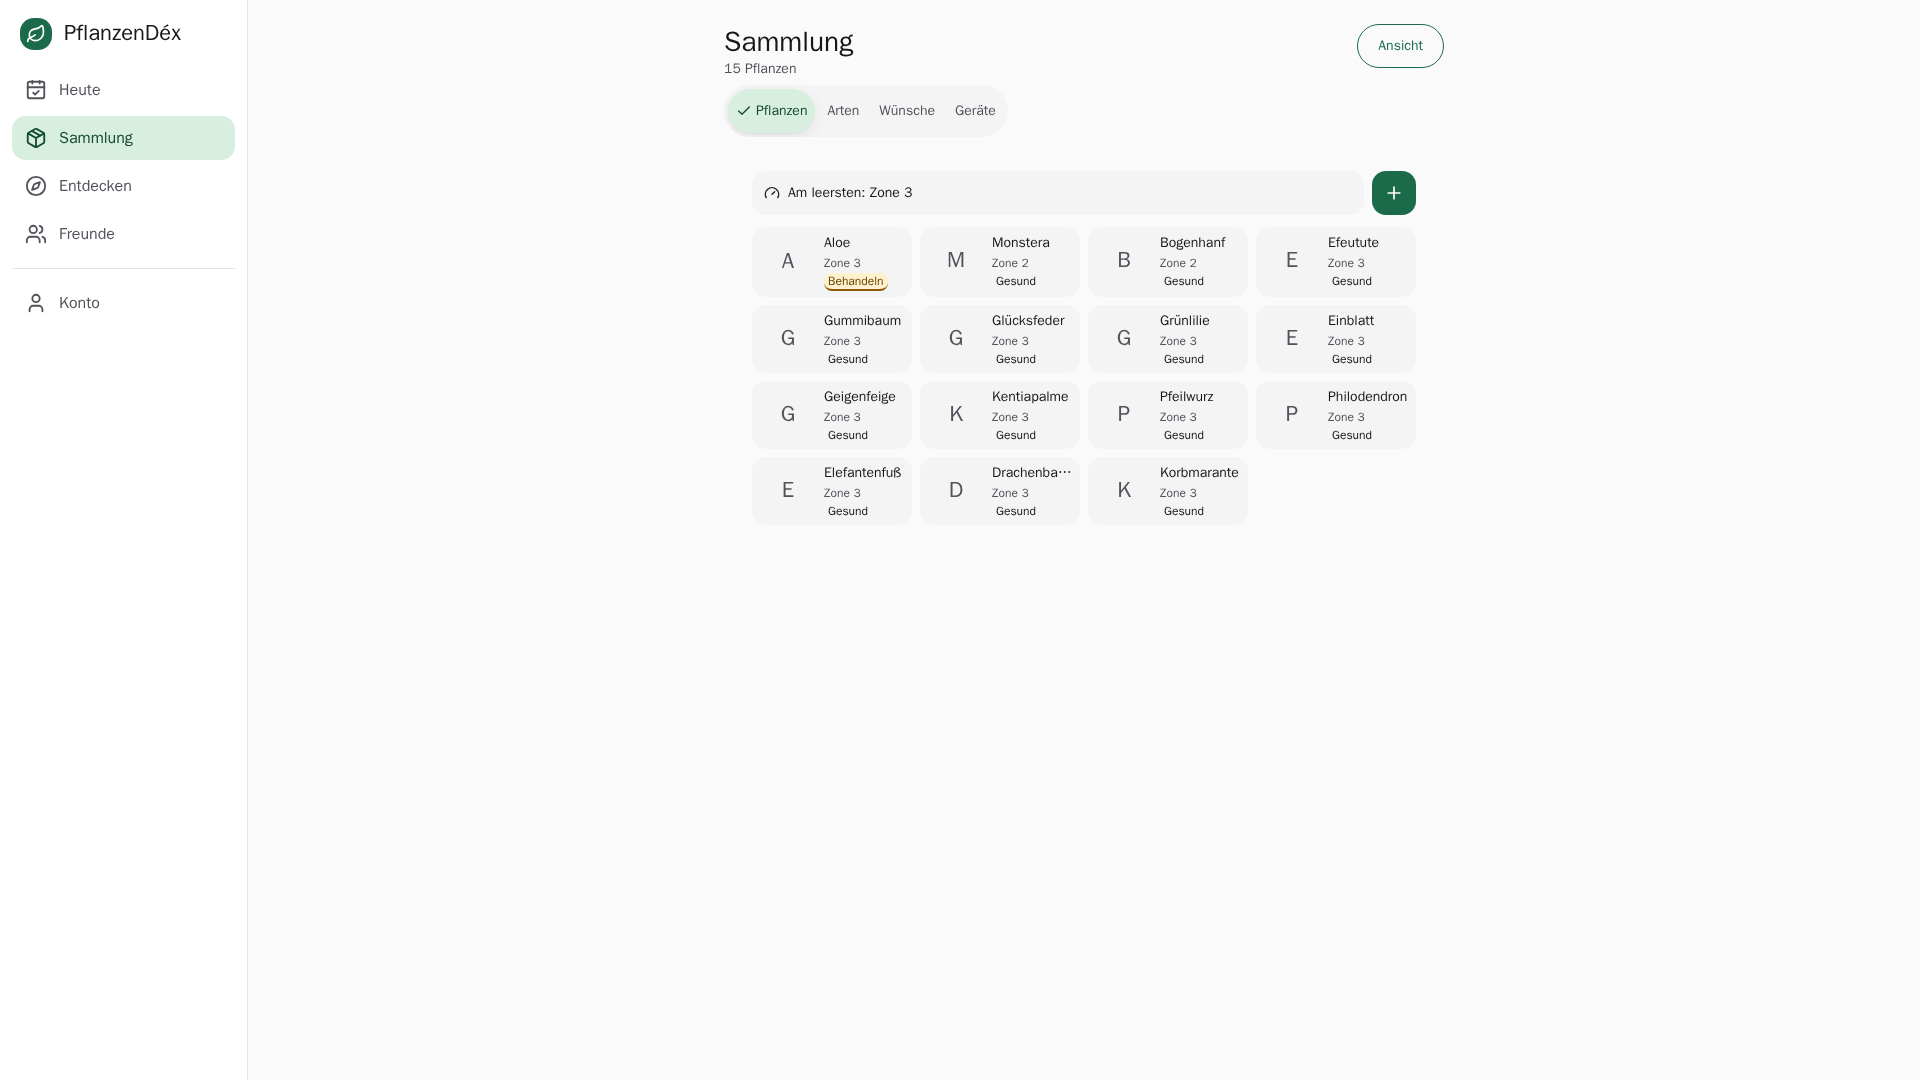 PflanzenDéx
Heute
Sammlung
Entdecken
Freunde
Konto
Sammlung
15 Pflanzen
Ansicht
Pflanzen
Arten
Wünsche
Geräte
Am leersten: Zone 3
A
Aloe
Zone 3
Behandeln
M
Monstera
Zone 2
Gesund
B
Bogenhanf
Zone 2
Gesund
E
Efeutute
Zone 3
Gesund
G
Gummibaum
Zone 3
Gesund
G
Glücksfeder
Zone 3
Gesund
G
Grünlilie
Zone 3
Gesund
E
Einblatt
Zone 3
Gesund
G
Geigenfeige
Zone 3
Gesund
K
Kentiapalme
Zone 3
Gesund
P
Pfeilwurz
Zone 3
Gesund
P
Philodendron
Zone 3
Gesund
E
Elefantenfuß
Zone 3
Gesund
D
Drachenba…
Zone 3
Gesund
K
Korbmarante
Zone 3
Gesund